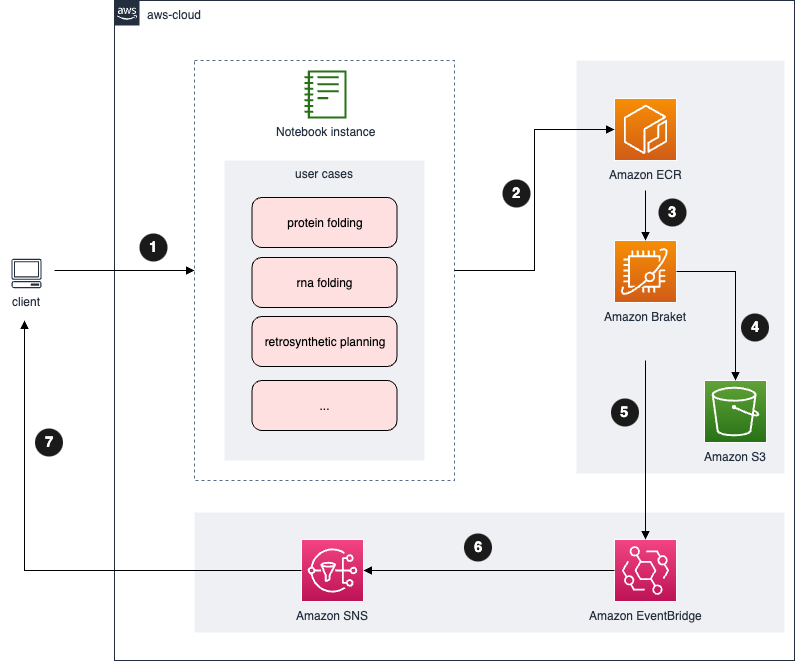 aws
aws-cloud
Notebook instance
user cases
protein folding
rna folding
retrosynthetic planning
...
client
1
2
Amazon ECR
3
Amazon Braket
4
Amazon S3
5
Amazon EventBridge
6
Amazon SNS
7